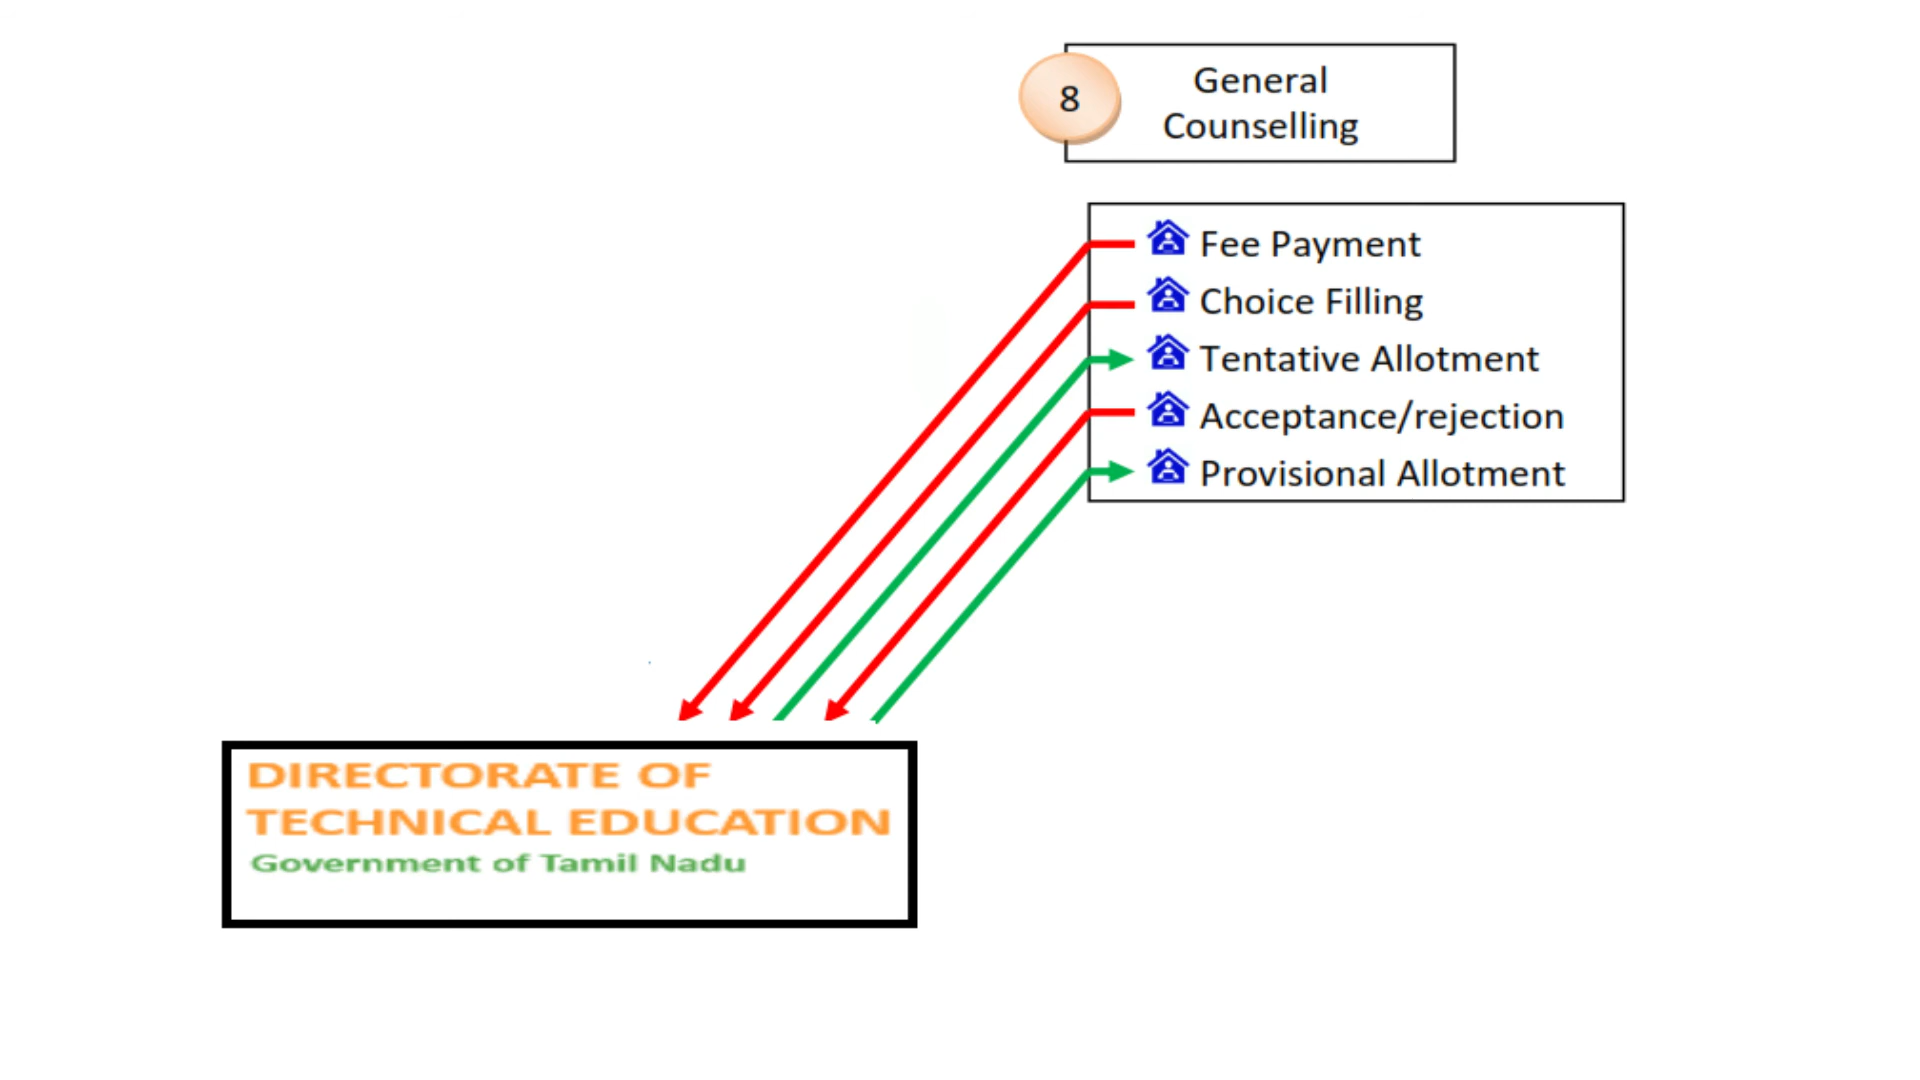 8
General
Counselling
Fee Payment
Choice Filling
Tentative Allotment
Acceptance/rejection
Provisional Allotment
DIRECTORATE OF
TECHNICAL EDUCATION
Government of Tamil Nadu